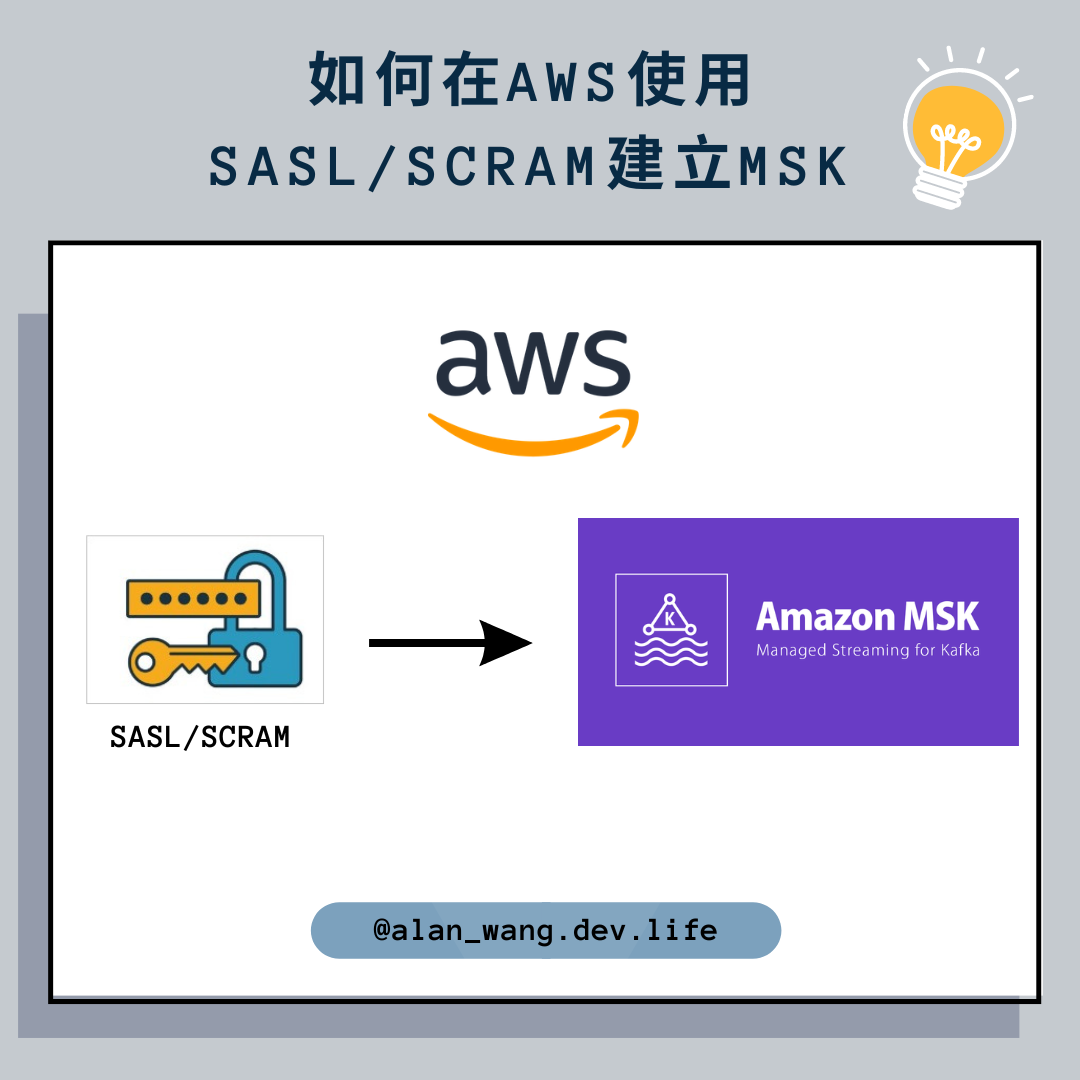 如何在AWS使用
SASL/SCRAM建立MSK
aws
K
Amazon MSK
Managed Streaming for Kafka
SASL/SCRAM
@alan_wang.dev.life